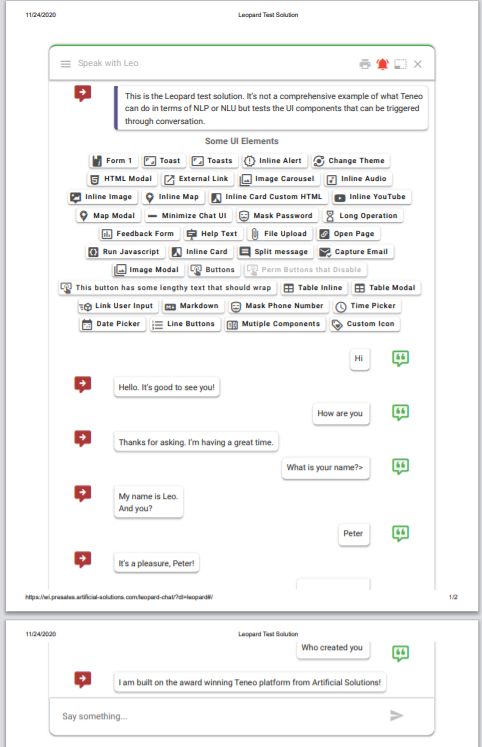 11/24/2020 Leopard Test Solution
Speak with Leo
This is the Leopard test solution. It's not a comprehensive example of what Teneo
can do in terms of NLP or NLU but tests the UI components that can be triggered
through conversation.
Some UI Elements
Form 1 Toast Toasts Inline Alert Change Theme
HTML Modal External Link Image Carousel Inline Audio
Inline Image Inline Map Inline Card Custom HTML Inline YouTube
Map Modal Minimize Chat UI Mask Password Long Operation
Feedback Form Help Text File Upload Open Page
Run Javascript Inline Card Split message Capture Email
Image Modal Buttons Perm Buttons that Disable
This button has some lengthy text that should wrap Table Inline Table Modal
Link User Input Markdown Mask Phone Number Time Picker
Date Picker Line Buttons Mutiple Components Custom Icon
Hi
Hello. It's good to see you!
How are you
Thanks for asking. I'm having a great time.
What is your name?>
My name is Leo.
And you?
Peter
It's a pleasure, Peter!
https://wi.presales.artificial-solutions.com/leopard-chat/?dl=leopard#/ 1/2
11/24/2020 Leopard Test Solution
Who created you
I am built on the award winning Teneo platform from Artificial Solutions!
Say something...